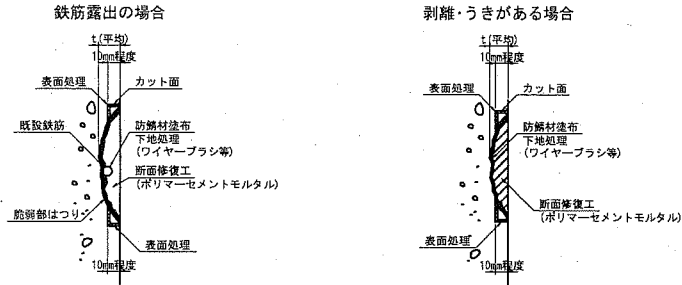 鉄筋露出の場合
t(平均)
10mm程度
表面処理
カット面
既設鉄筋
防錆材塗布
下地処理
(ワイヤーブラシ等)
断面修復工
(ポリマーセメントモルタル)
脆弱部はつり
表面処理
10mm程度
剥離・うきがある場合
t(平均)
10mm程度
表面処理
カット面
防錆材塗布
下地処理
(ワイヤーブラシ等)
断面修復工
(ポリマーセメントモルタル)
表面処理
10mm程度